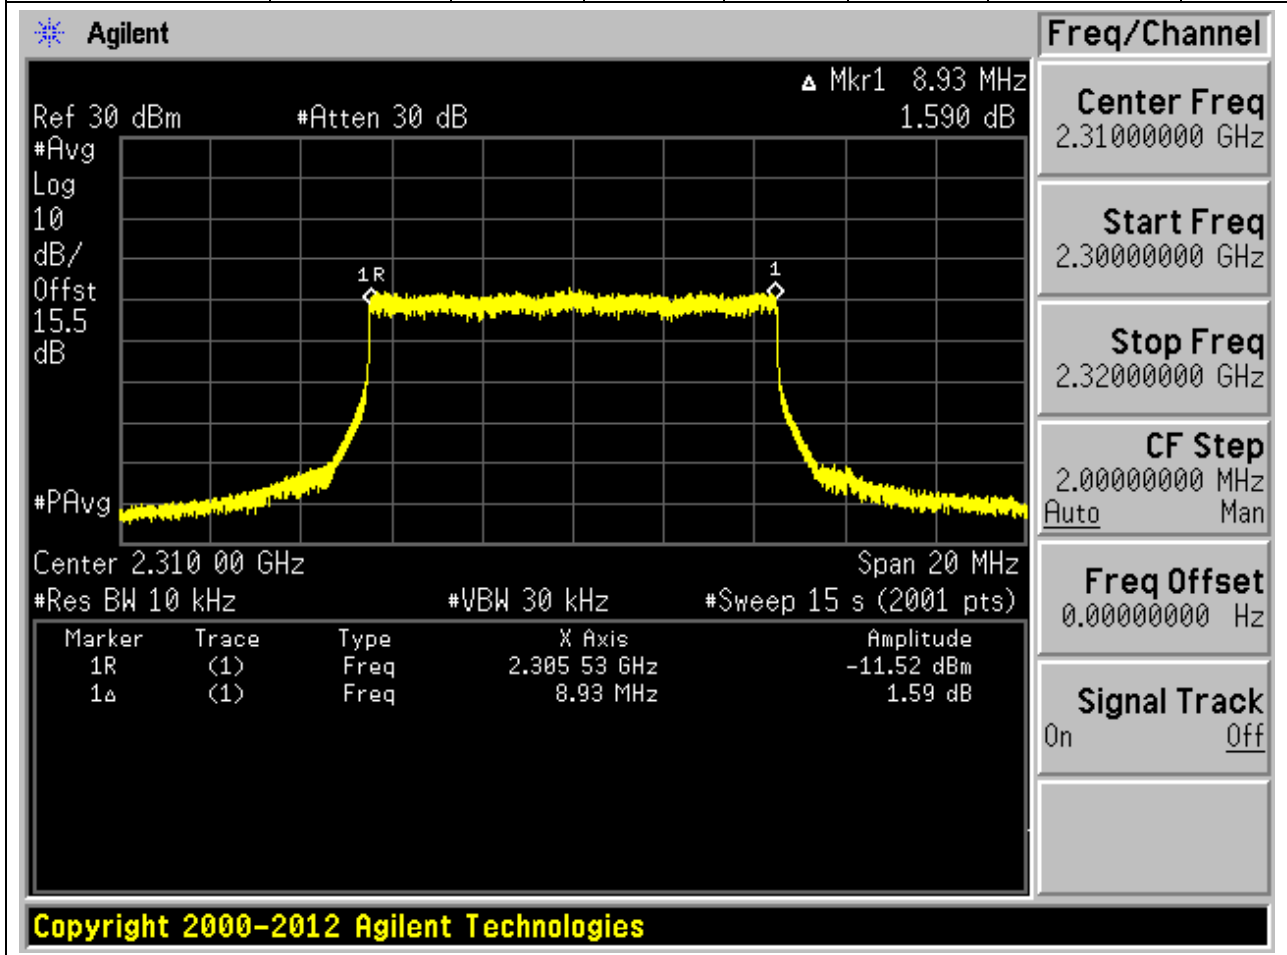 Agilent
Freq/Channel
▵ Mkr1 8.93 MHz
Ref 30 dBm #Atten 30 dB 1.590 dB
#Avg
Log
10
dB/
Offst
15.5
dB
1R
1
#PAvg
Center 2.310 00 GHz Span 20 MHz
#Res BW 10 kHz #VBW 30 kHz #Sweep 15 s (2001 pts)
Marker Trace Type X Axis Amplitude
1R (1) Freq 2.305 53 GHz -11.52 dBm
1▵ (1) Freq 8.93 MHz 1.59 dB
Center Freq
2.31000000 GHz
Start Freq
2.30000000 GHz
Stop Freq
2.32000000 GHz
CF Step
2.00000000 MHz
Auto Man
Freq Offset
0.00000000 Hz
Signal Track
On Off
Copyright 2000-2012 Agilent Technologies